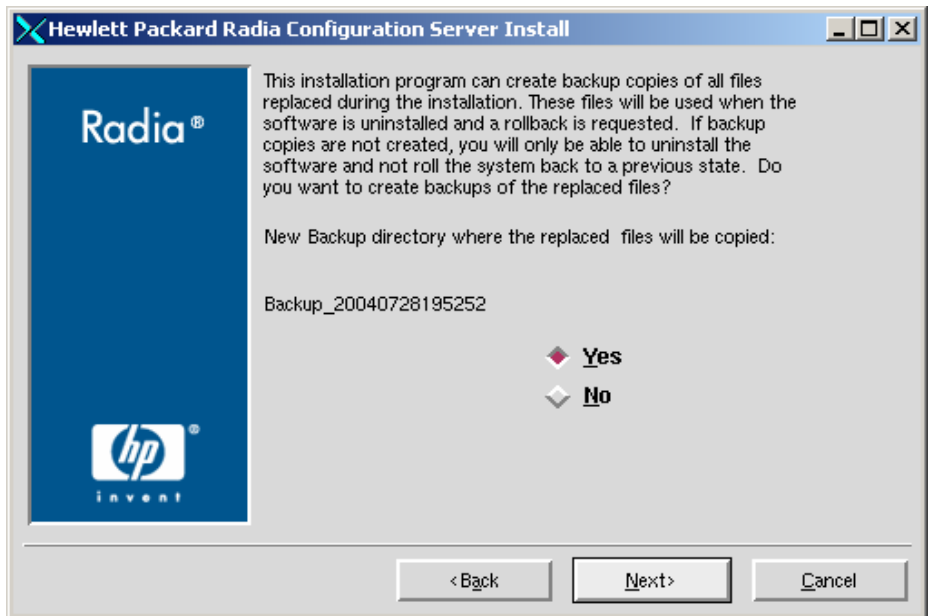 Hewlett Packard Radia Configuration Server Install
Radia®
This installation program can create backup copies of all files
replaced during the installation. These files will be used when the
software is uninstalled and a rollback is requested.  If backup
copies are not created, you will only be able to uninstall the
software and not roll the system back to a previous state.  Do
you want to create backups of the replaced files?
New Backup directory where the replaced  files will be copied:
Backup_20040728195252
Yes
No
hp®
invent
<Back
Next>
Cancel